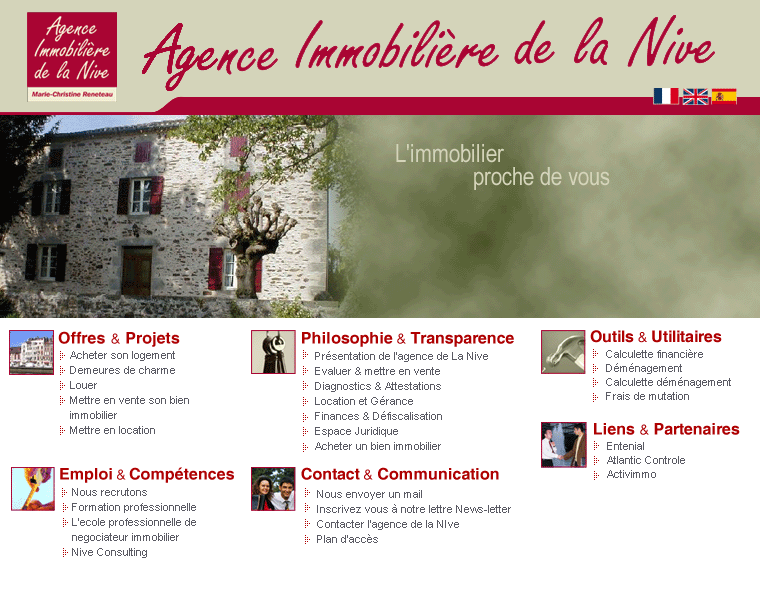 Agence
Immobilière
de la Nive
Marie-Christine Reneteau
Agence Immobilière de la Nive
L'immobilier
proche de vous
Offres & Projets
Acheter son logement
Demeures de charme
Louer
Mettre en vente son bien
immobilier
Mettre en location
Philosophie & Transparence
Présentation de l'agence de La Nive
Evaluer & mettre en vente
Diagnostics & Attestations
Location et Gérance
Finances & Défiscalisation
Espace Juridique
Acheter un bien immobilier
Outils & Utilitaires
Calculette financière
Déménagement
Calculette déménagement
Frais de mutation
Liens & Partenaires
Entenial
Atlantic Controle
Activimmo
Emploi & Compétences
Nous recrutons
Formation professionnelle
L'ecole professionnelle de
negociateur immobilier
Nive Consulting
Contact & Communication
Nous envoyer un mail
Inscrivez vous à notre lettre News-letter
Contacter l'agence de la NIve
Plan d'accès